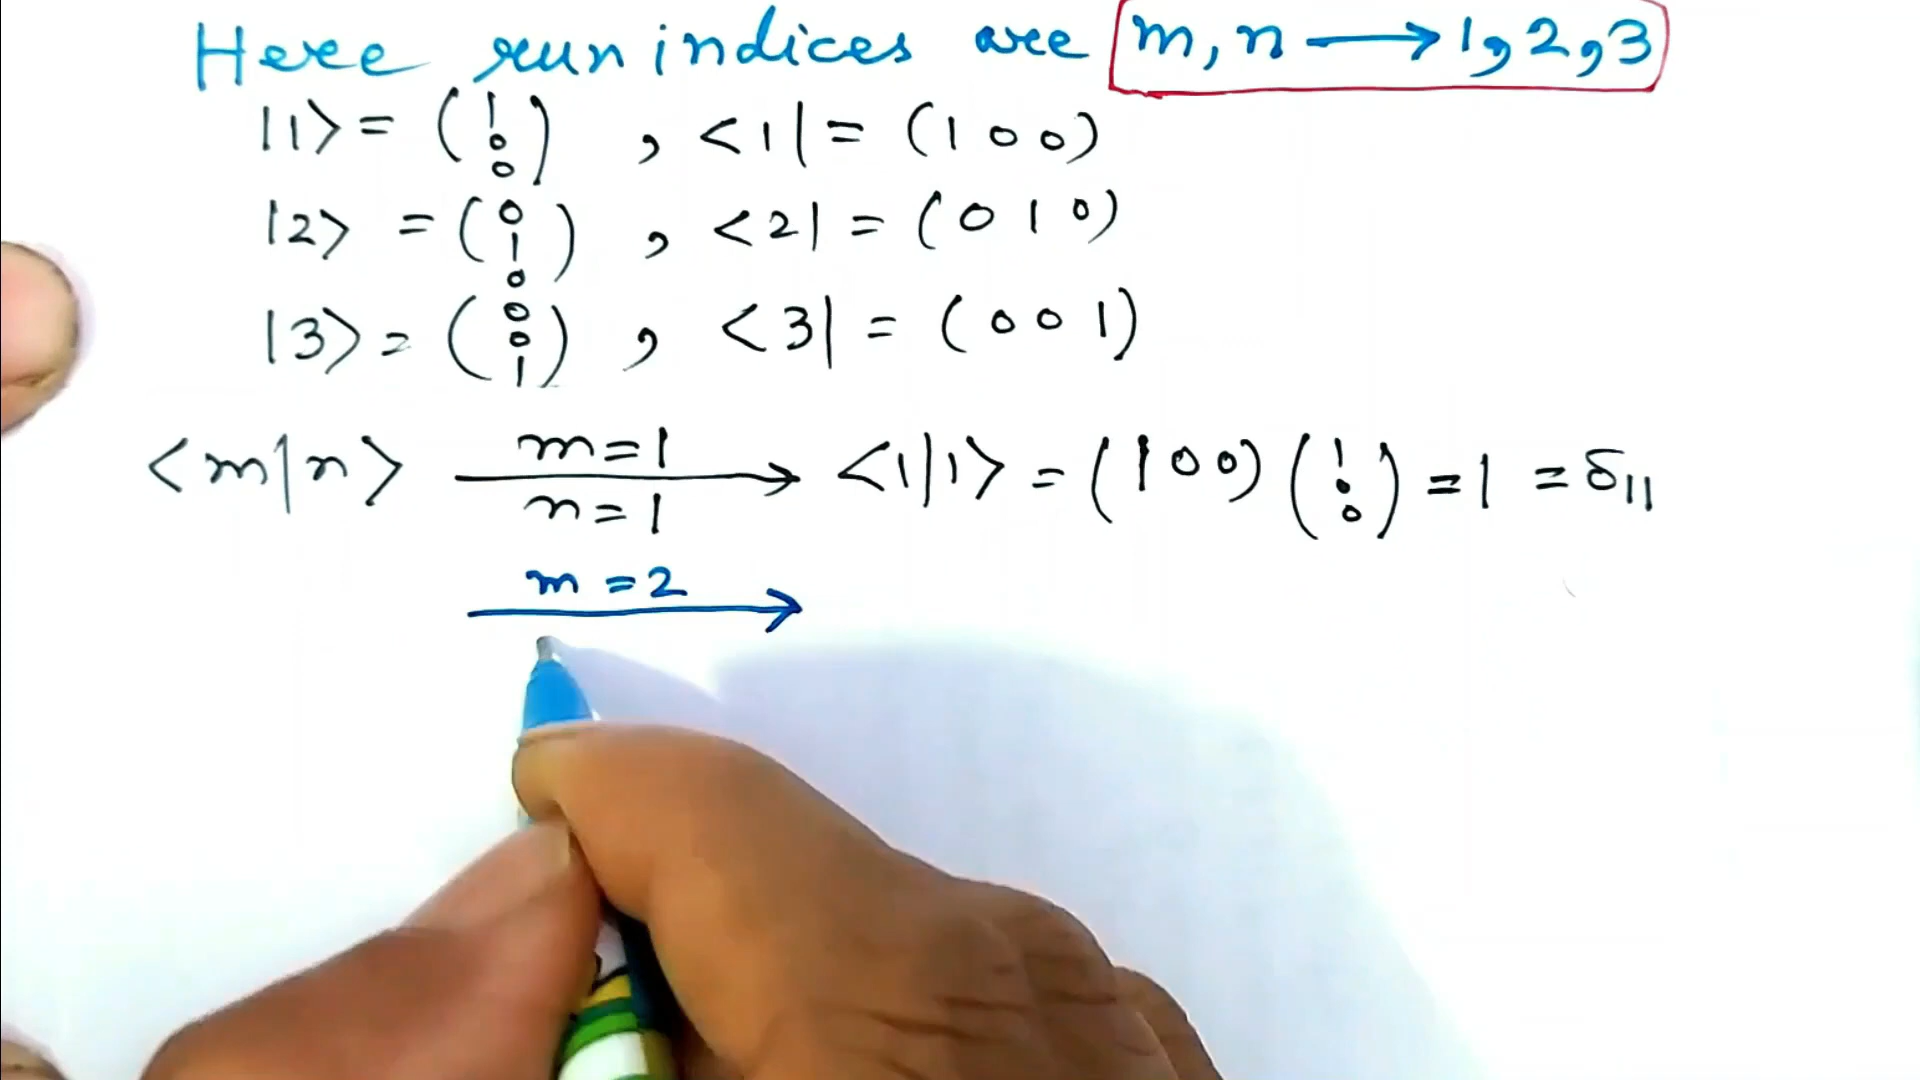 Here run indices are m, n → 1, 2, 3
|1> = (1 0 0) , <1| = (1 0 0)
|2> = (0 1 0) , <2| = (0 1 0)
|3> = (0 0 1) , <3| = (0 0 1)
<m|n> m=1 n=1 → <1|1> = (1 0 0) (1 0 0) = 1 = δ11
m = 2 →